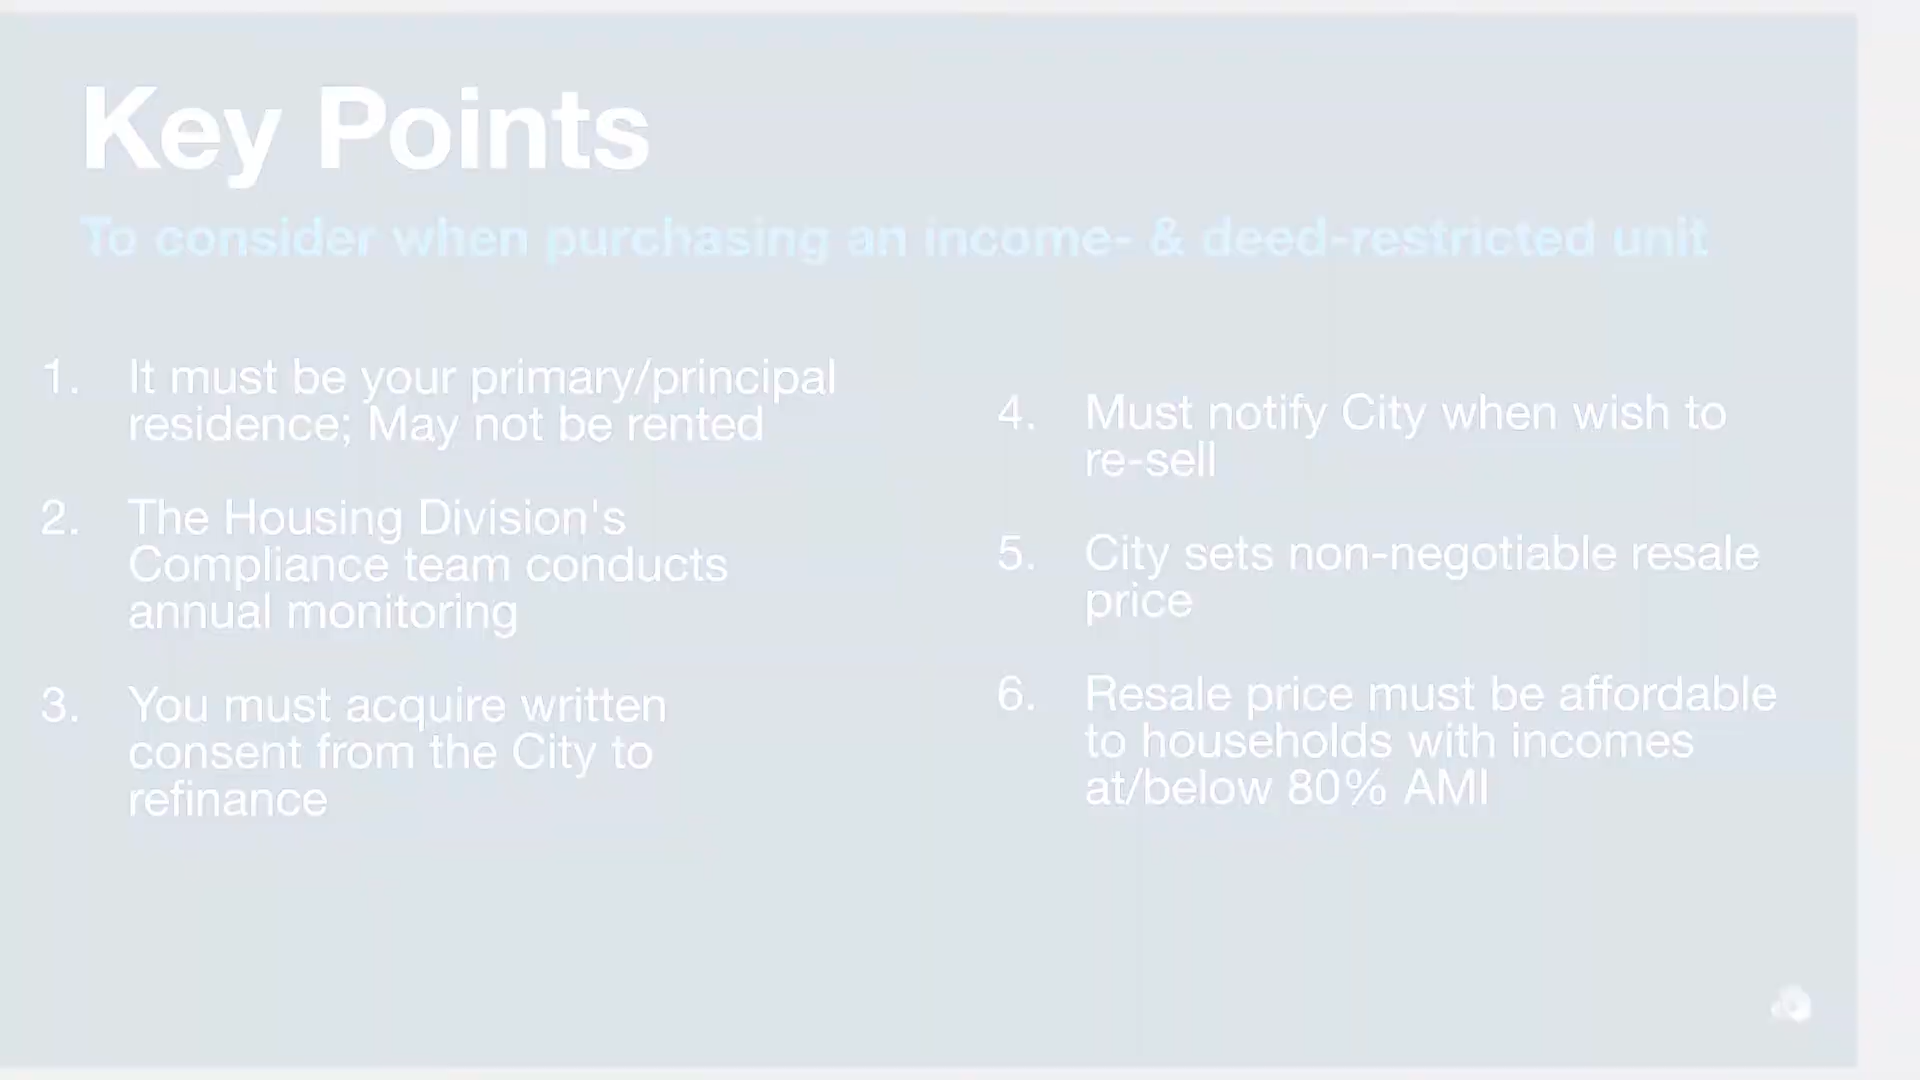 Key Points
To consider when purchasing an income- & deed-restricted unit
1. It must be your primary/principal
residence; May not be rented
2. The Housing Division's
Compliance team conducts
annual monitoring
3. You must acquire written
consent from the City to
refinance
4. Must notify City when wish to
re-sell
5. City sets non-negotiable resale
price
6. Resale price must be affordable
to households with incomes
at/below 80% AMI